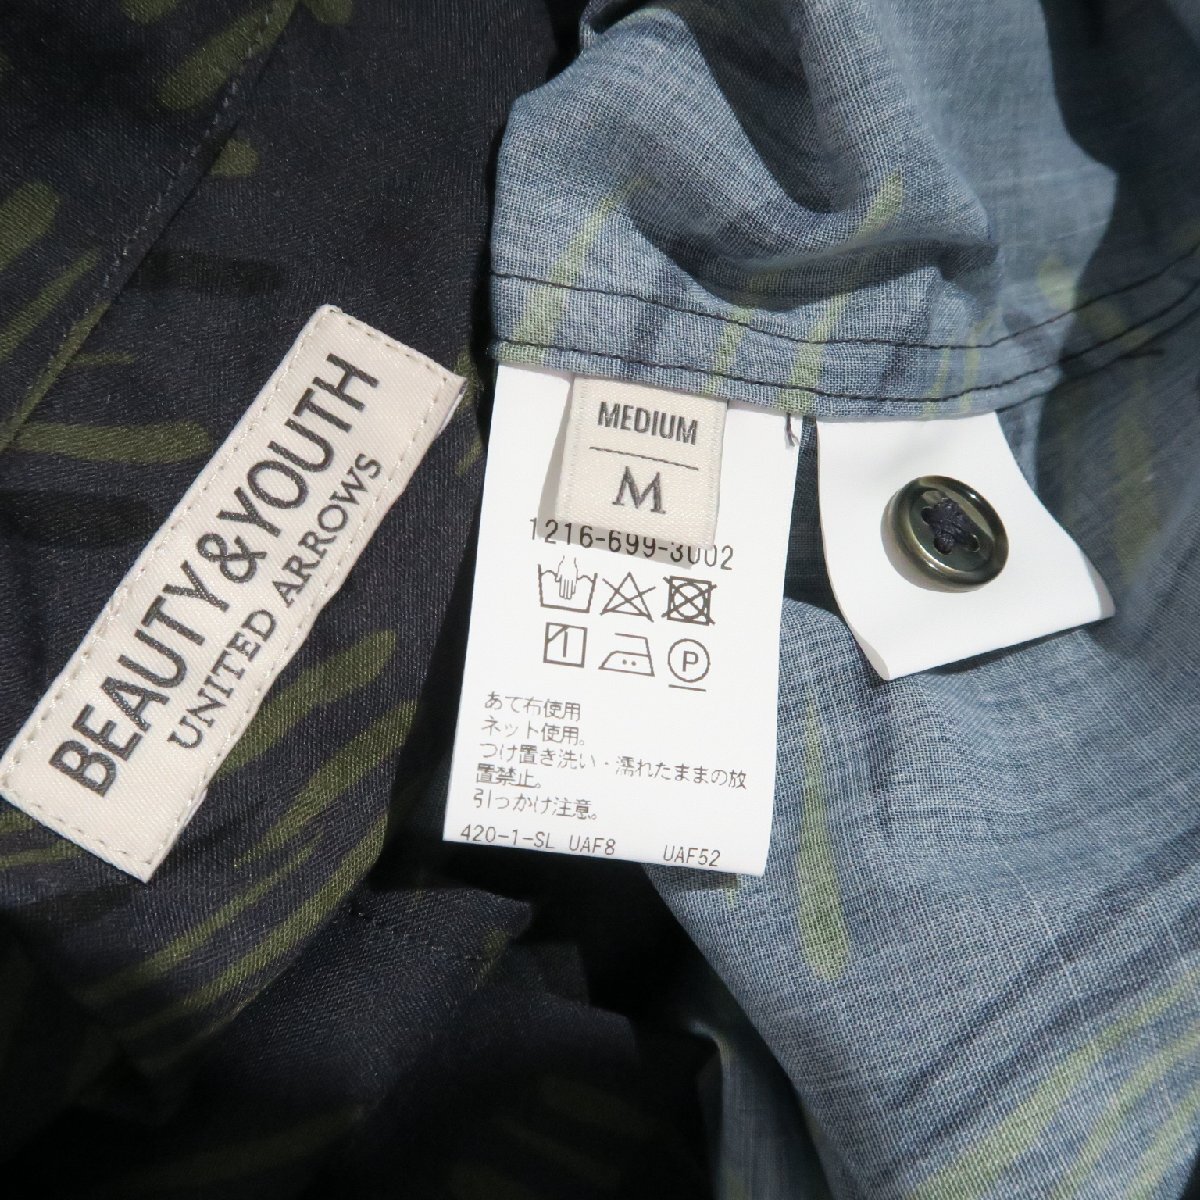 BEAUTY & YOUTH
UNITED ARROWS
MEDIUM
M
1216-699-3002
P
あて布使用
ネット使用。
つけ置き洗い・濡れたままの放
置禁止。
引っかけ注意。
420-1-SL UAF8 UAF52